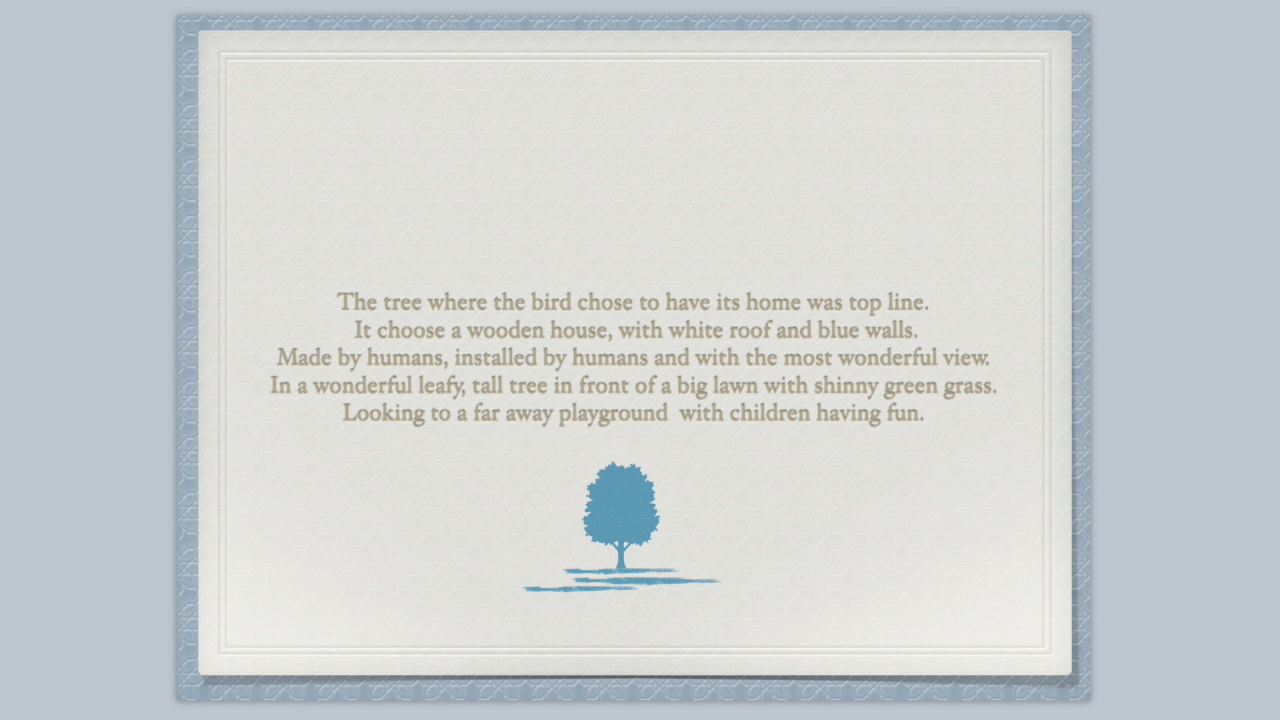 The tree where the bird chose to have its home was top line.
It choose a wooden house, with white roof and blue walls.
Made by humans, installed by humans and with the most wonderful view.
In a wonderful leafy, tall tree in front of a big lawn with shinny green grass.
Looking to a far away playground  with children having fun.